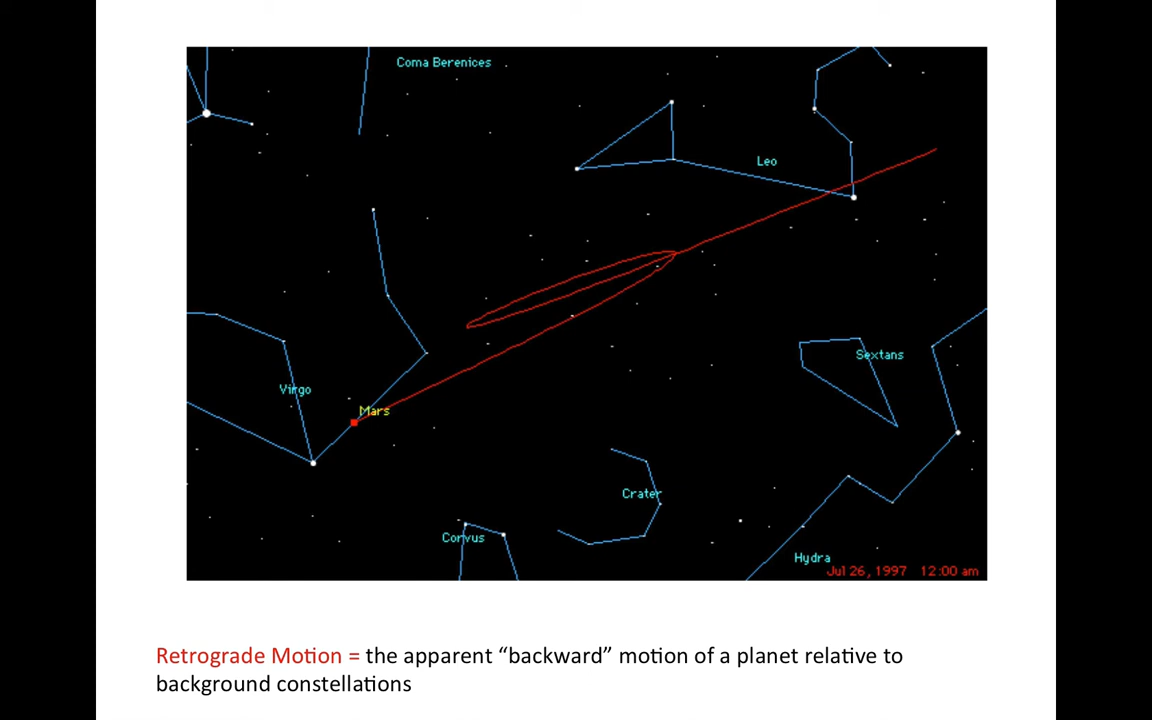 Coma Berenices
Leo
Sextans
Virgo
Mars
Crater
Corvus
Hydra
Jul 26, 1997 12:00 am
Retrograde Motion = the apparent “backward” motion of a planet relative to
background constellations